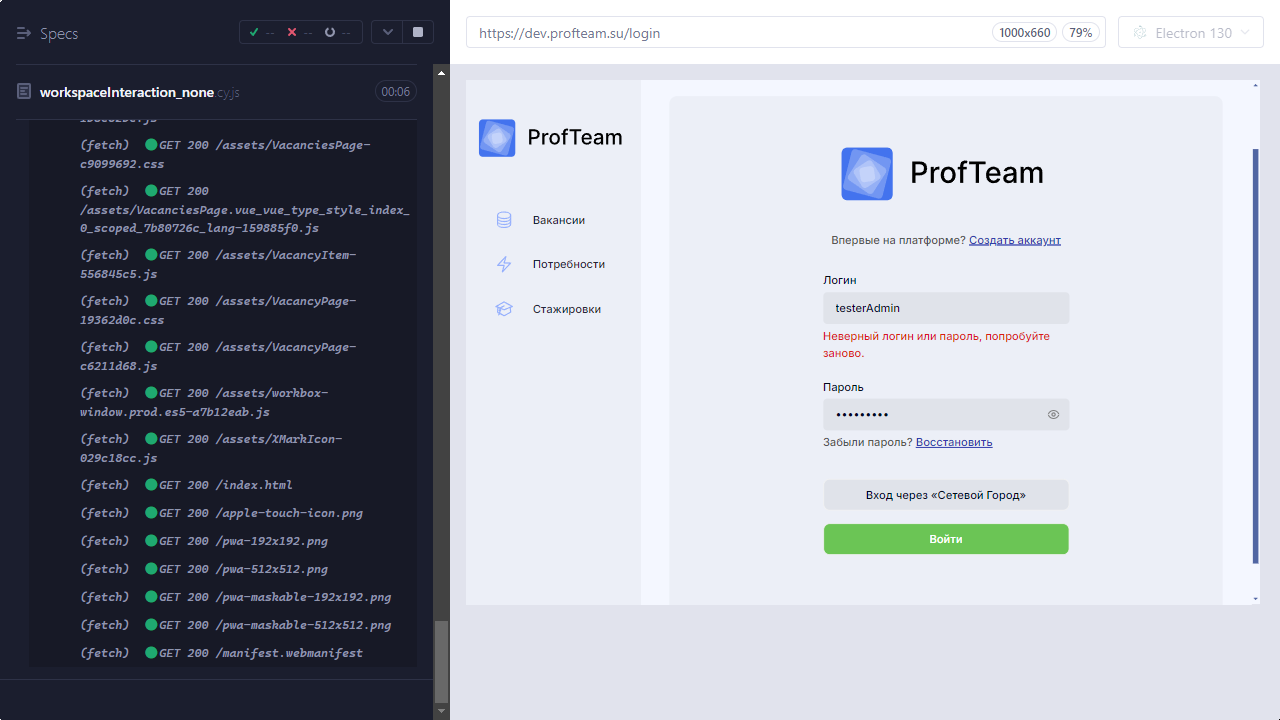 Specs
-- -- --
workspaceInteraction_none.cy.js
00:06
(fetch) GET 200 /assets/VacanciesPage-
c9099692.css
(fetch) GET 200
/assets/VacanciesPage.vue_vue_type_style_index_
0_scoped_7b80726c_lang-159885f0.js
(fetch) GET 200 /assets/VacancyItem-
556845c5.js
(fetch) GET 200 /assets/VacancyPage-
19362d0c.css
(fetch) GET 200 /assets/VacancyPage-
c6211d68.js
(fetch) GET 200 /assets/workbox-
window.prod.es5-a7b12eab.js
(fetch) GET 200 /assets/XMarkIcon-
029c18cc.js
(fetch) GET 200 /index.html
(fetch) GET 200 /apple-touch-icon.png
(fetch) GET 200 /pwa-192x192.png
(fetch) GET 200 /pwa-512x512.png
(fetch) GET 200 /pwa-maskable-192x192.png
(fetch) GET 200 /pwa-maskable-512x512.png
(fetch) GET 200 /manifest.webmanifest
https://dev.profteam.su/login
1000x660
79%
Electron 130
ProfTeam
Вакансии
Потребности
Стажировки
ProfTeam
Впервые на платформе? Создать аккаунт
Логин
testerAdmin
Неверный логин или пароль, попробуйте
заново.
Пароль
•••••••••
Забыли пароль? Восстановить
Вход через «Сетевой Город»
Войти